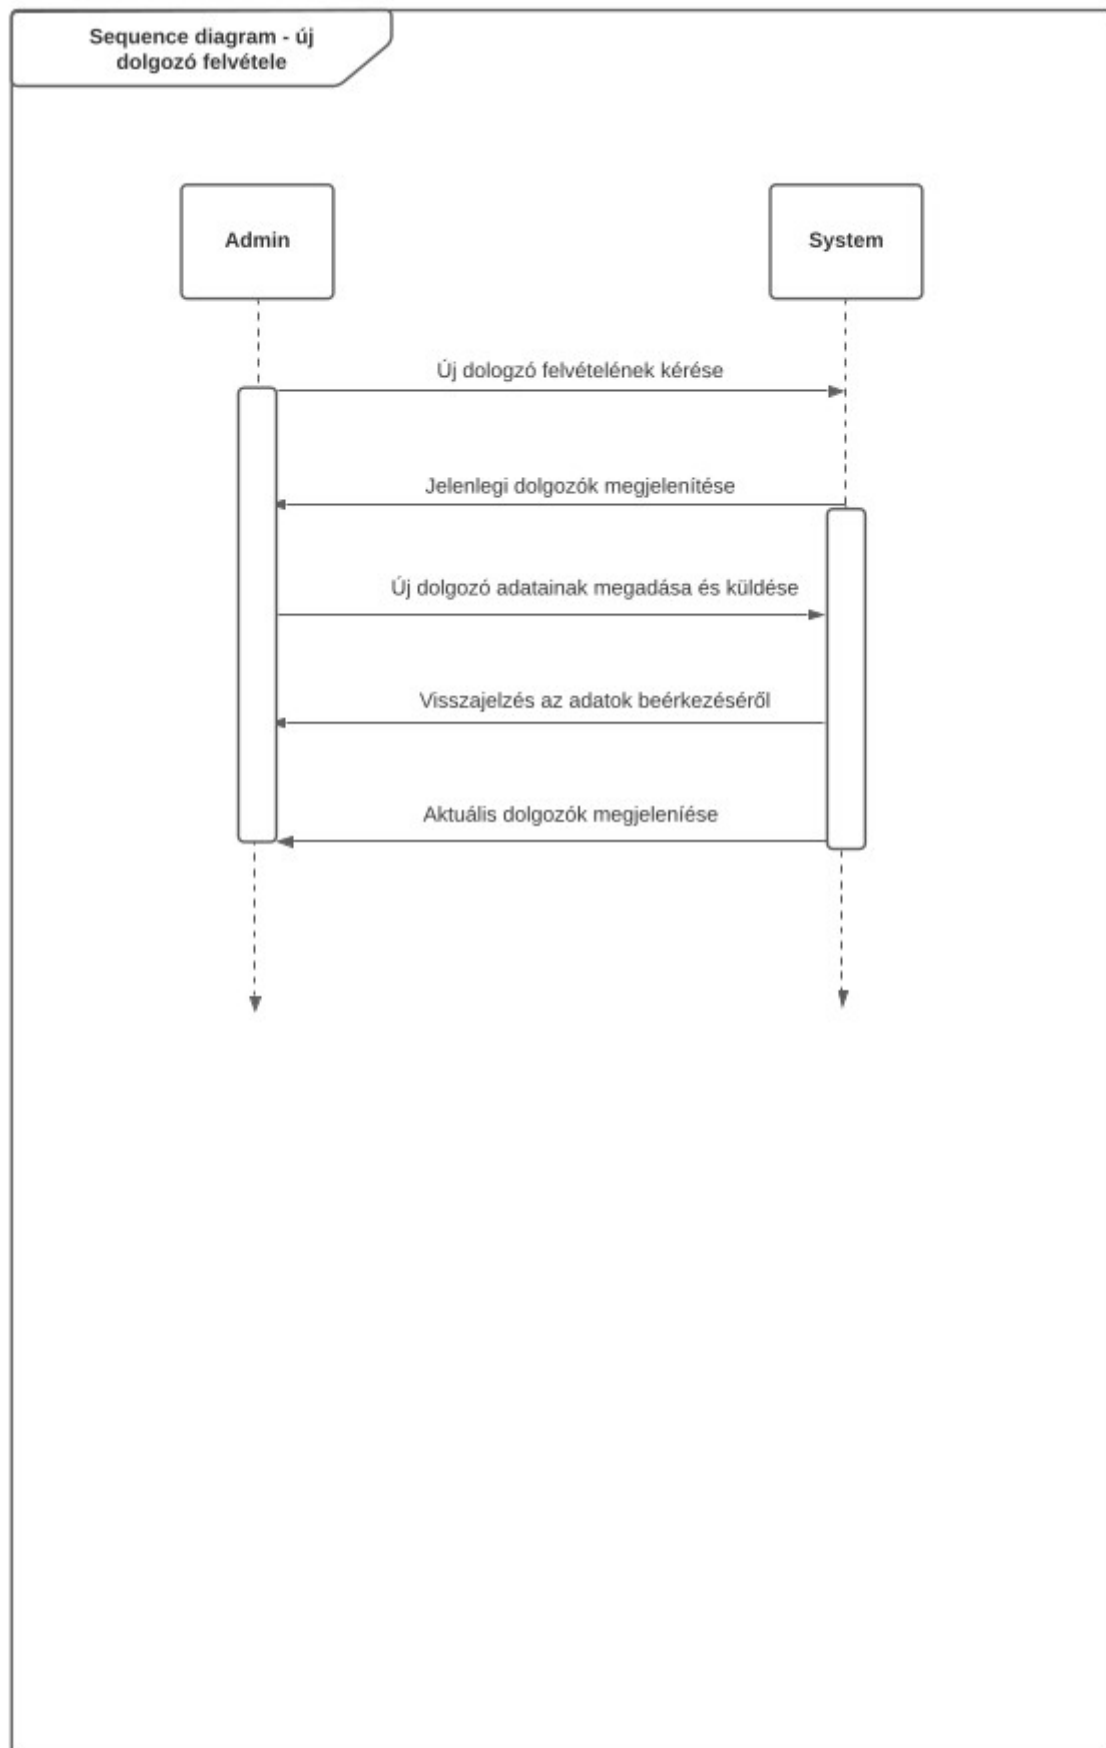 Sequence diagram - új
dolgozó felvétele
Admin
System
Új dologzó felvételének kérése
Jelenlegi dolgozók megjelenítése
Új dolgozó adatainak megadása és küldése
Visszajelzés az adatok beérkezéséről
Aktuális dolgozók megjeleníése